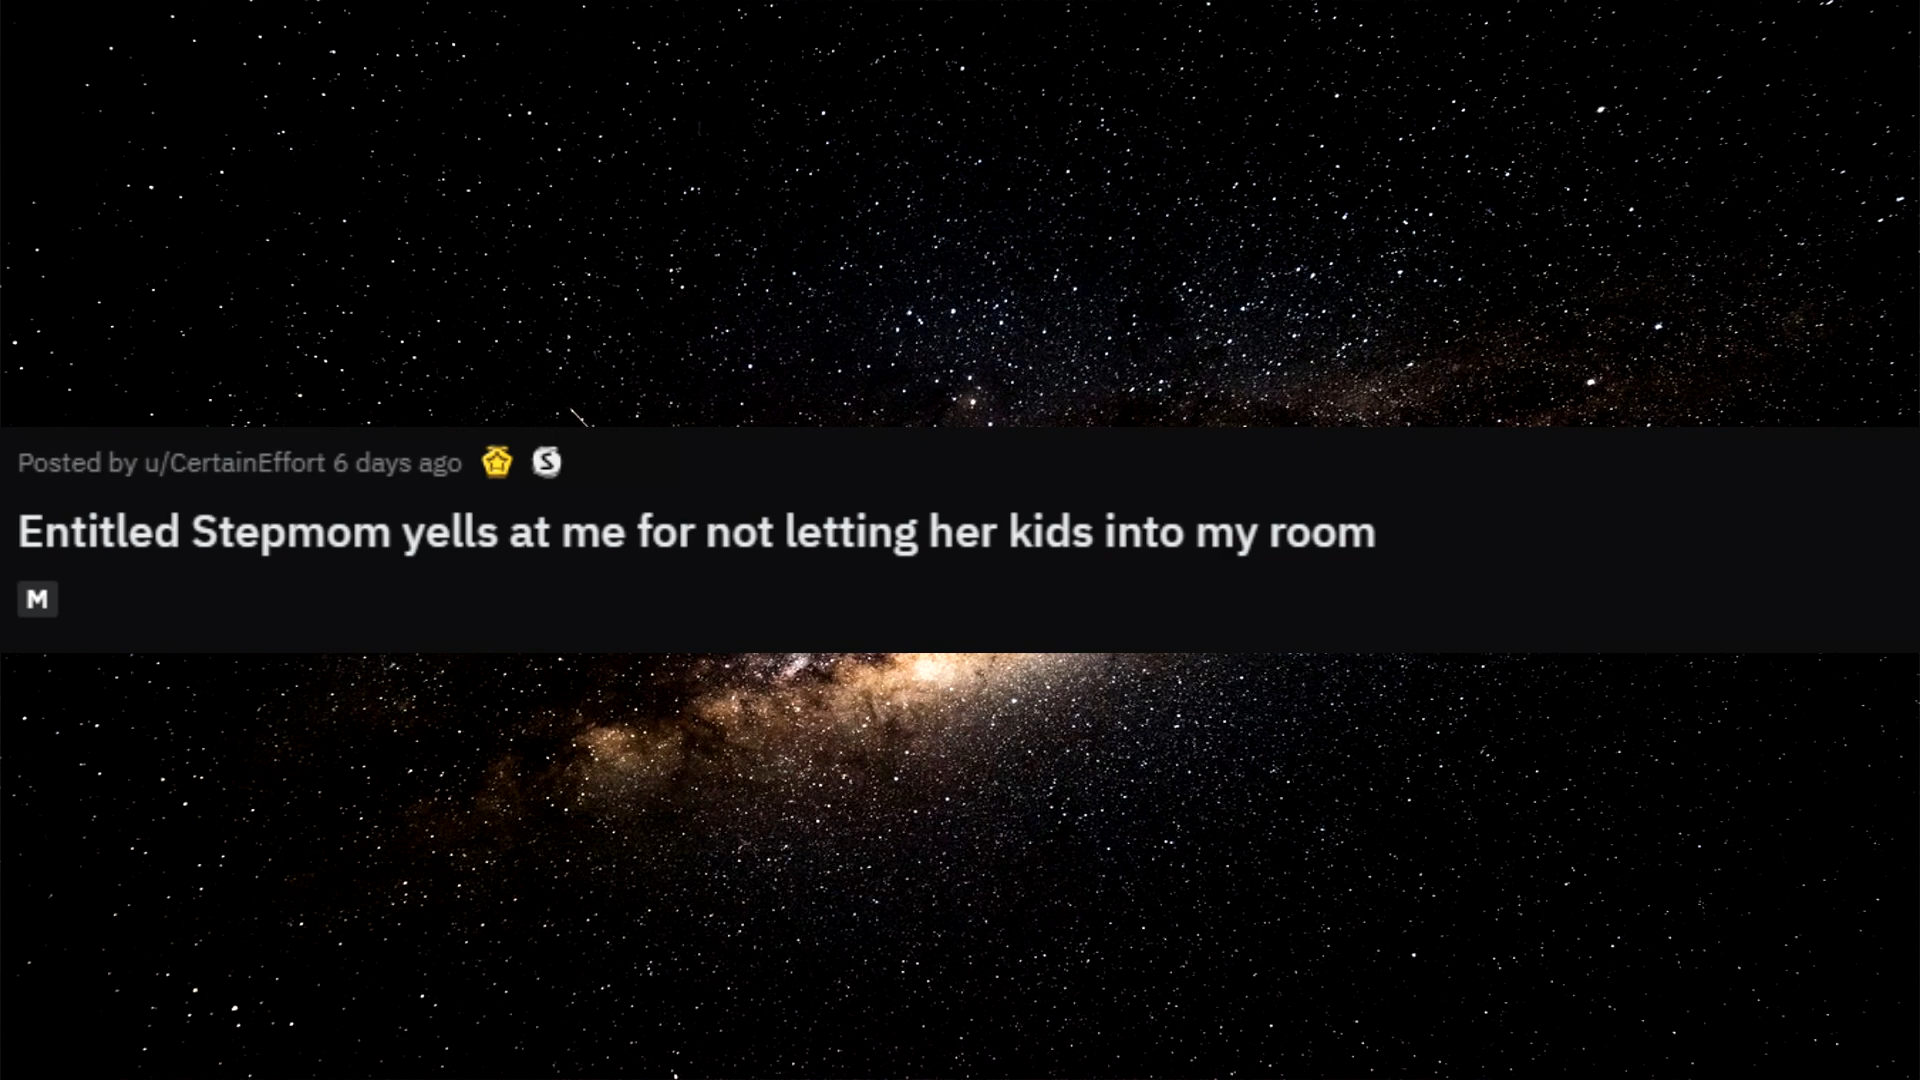 Posted by u/CertainEffort 6 days ago S
Entitled Stepmom yells at me for not letting her kids into my room
M